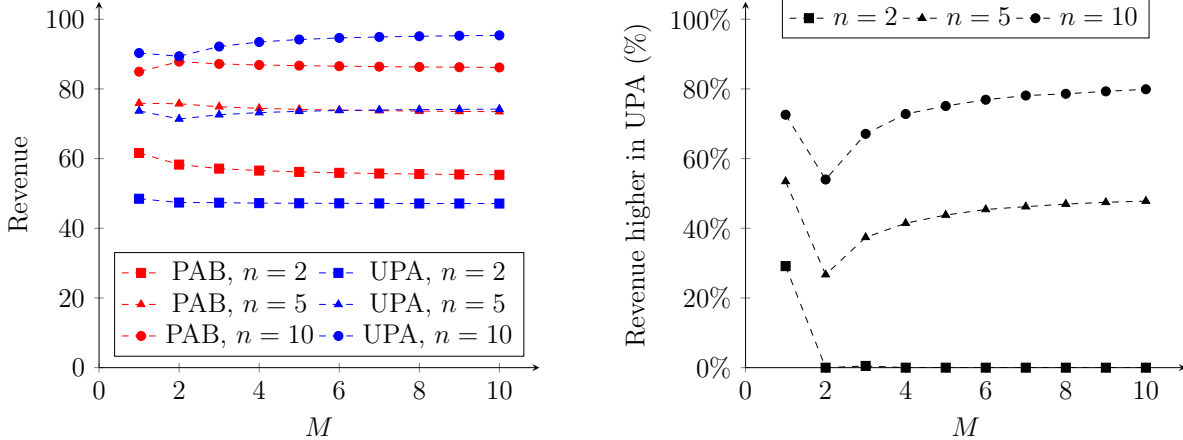 Revenue
100
80
60
40
20
0
PAB, n = 2 UPA, n = 2
PAB, n = 5 UPA, n = 5
PAB, n = 10 UPA, n = 10
0 2 4 6 8 10
M
Revenue higher in UPA (%)
n = 2 n = 5 n = 10
100%
80%
60%
40%
20%
0%
0 2 4 6 8 10
M